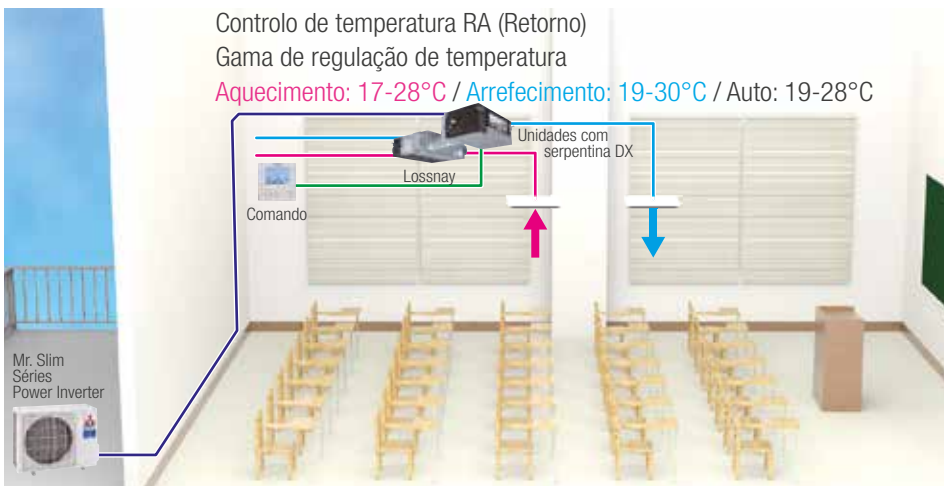 Controlo de temperatura RA (Retorno)
Gama de regulação de temperatura
Aquecimento: 17-28°C / Arrefecimento: 19-30°C / Auto: 19-28°C
Unidades com
serpentina DX
Lossnay
Comando
Mr. Slim
Séries
Power Inverter